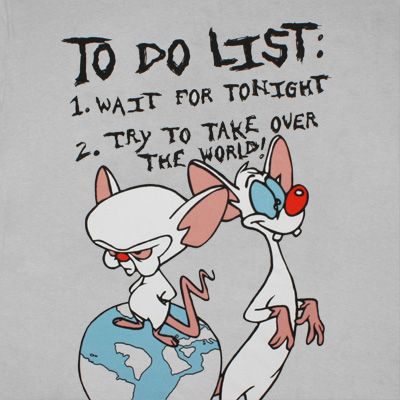 TO DO LIST:
1. WAIT FOR TONIGHT
2. TRY TO TAKE OVER
THE WORLD!